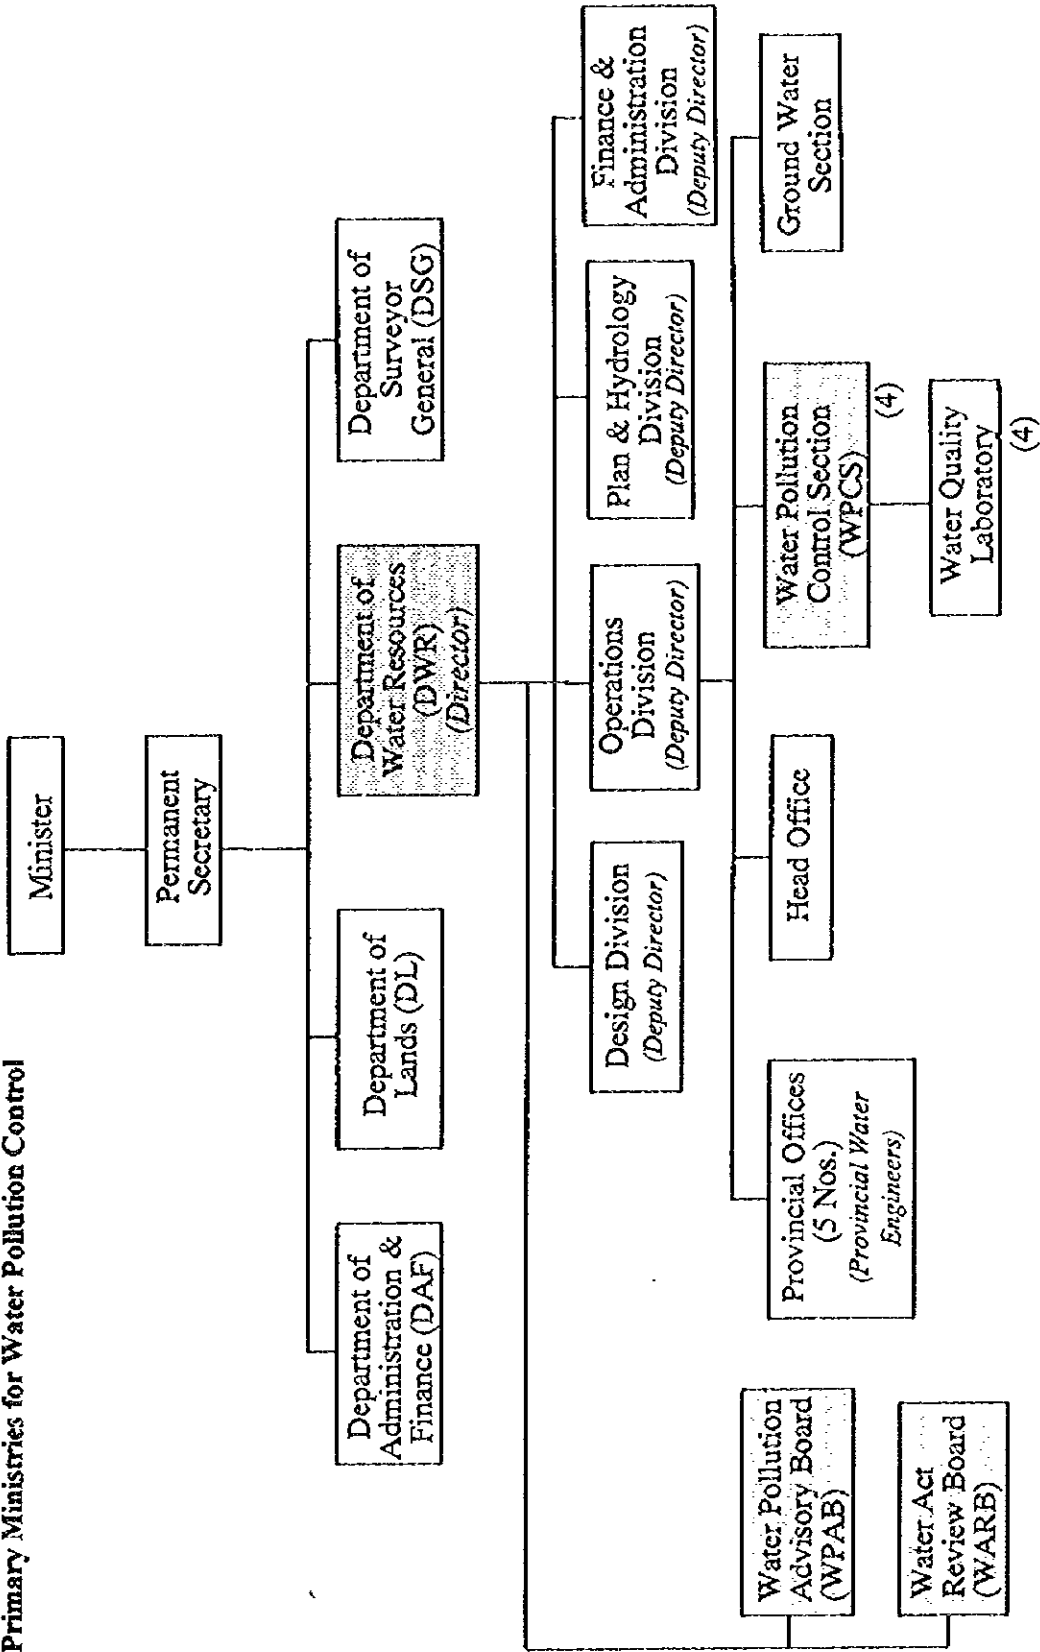 Primary Ministries for Water Pollution Control
Minister
Permanent
Secretary
Department of
Administration &
Finance (DAF)
Department of
Lands (DL)
Department of
Water Resources
(DWR)
(Director)
Department of
Surveyor
General (DSG)
Design Division
(Deputy Director)
Operations
Division
(Deputy Director)
Plan & Hydrology
Division
(Deputy Director)
Finance &
Administration
Division
(Deputy Director)
Provincial Offices
(5 Nos.)
(Provincial Water
Engineers)
Head Office
Water Pollution
Control Section
(WPCS)
(4)
Ground Water
Section
Water Quality
Laboratory
(4)
Water Pollution
Advisory Board
(WPAB)
Water Act
Review Board
(WARB)